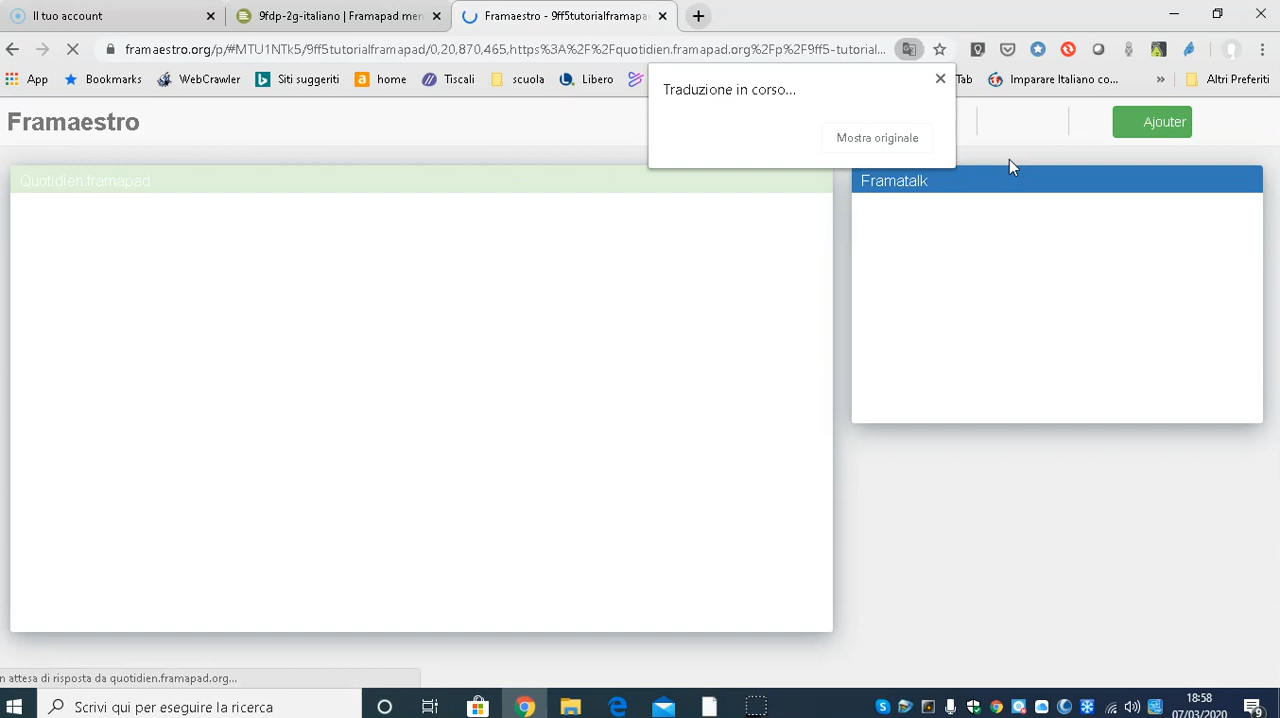 Il tuo account
9fdp-2g-italiano | Framapad men
Framaestro - 9ff5tutorialframapa
framaestro.org/p/#MTU1NTk5/9ff5tutorialframapad/0,20,870,465,https%3A%2F%2Fquotidien.framapad.org%2Fp%2F9ff5-tutorial...
App
Bookmarks
WebCrawler
Siti suggeriti
home
Tiscali
scuola
Libero
Tab
Imparare Italiano co...
»
Altri Preferiti
Traduzione in corso...
Mostra originale
Framaestro
Ajouter
Quotidien.framapad
Framatalk
n attesa di risposta da quotidien.framapad.org...
Scrivi qui per eseguire la ricerca
18:58
07/03/2020
9